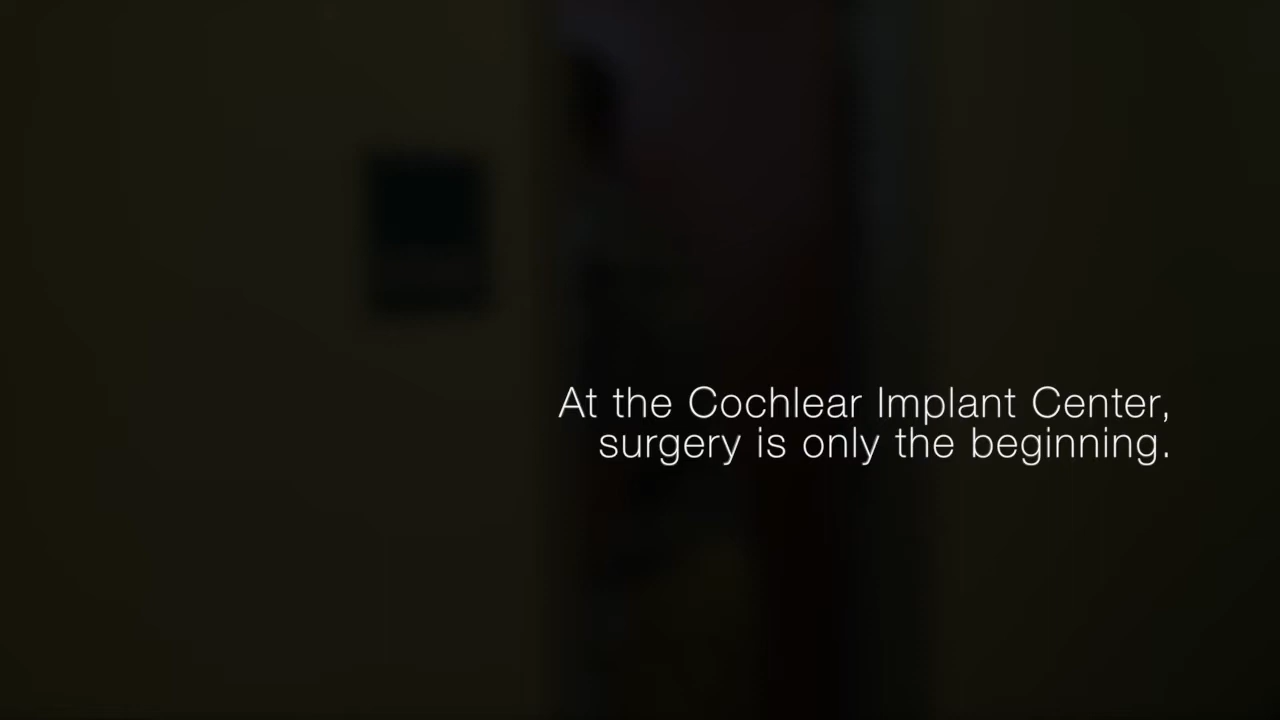 At the Cochlear Implant Center,
surgery is only the beginning.